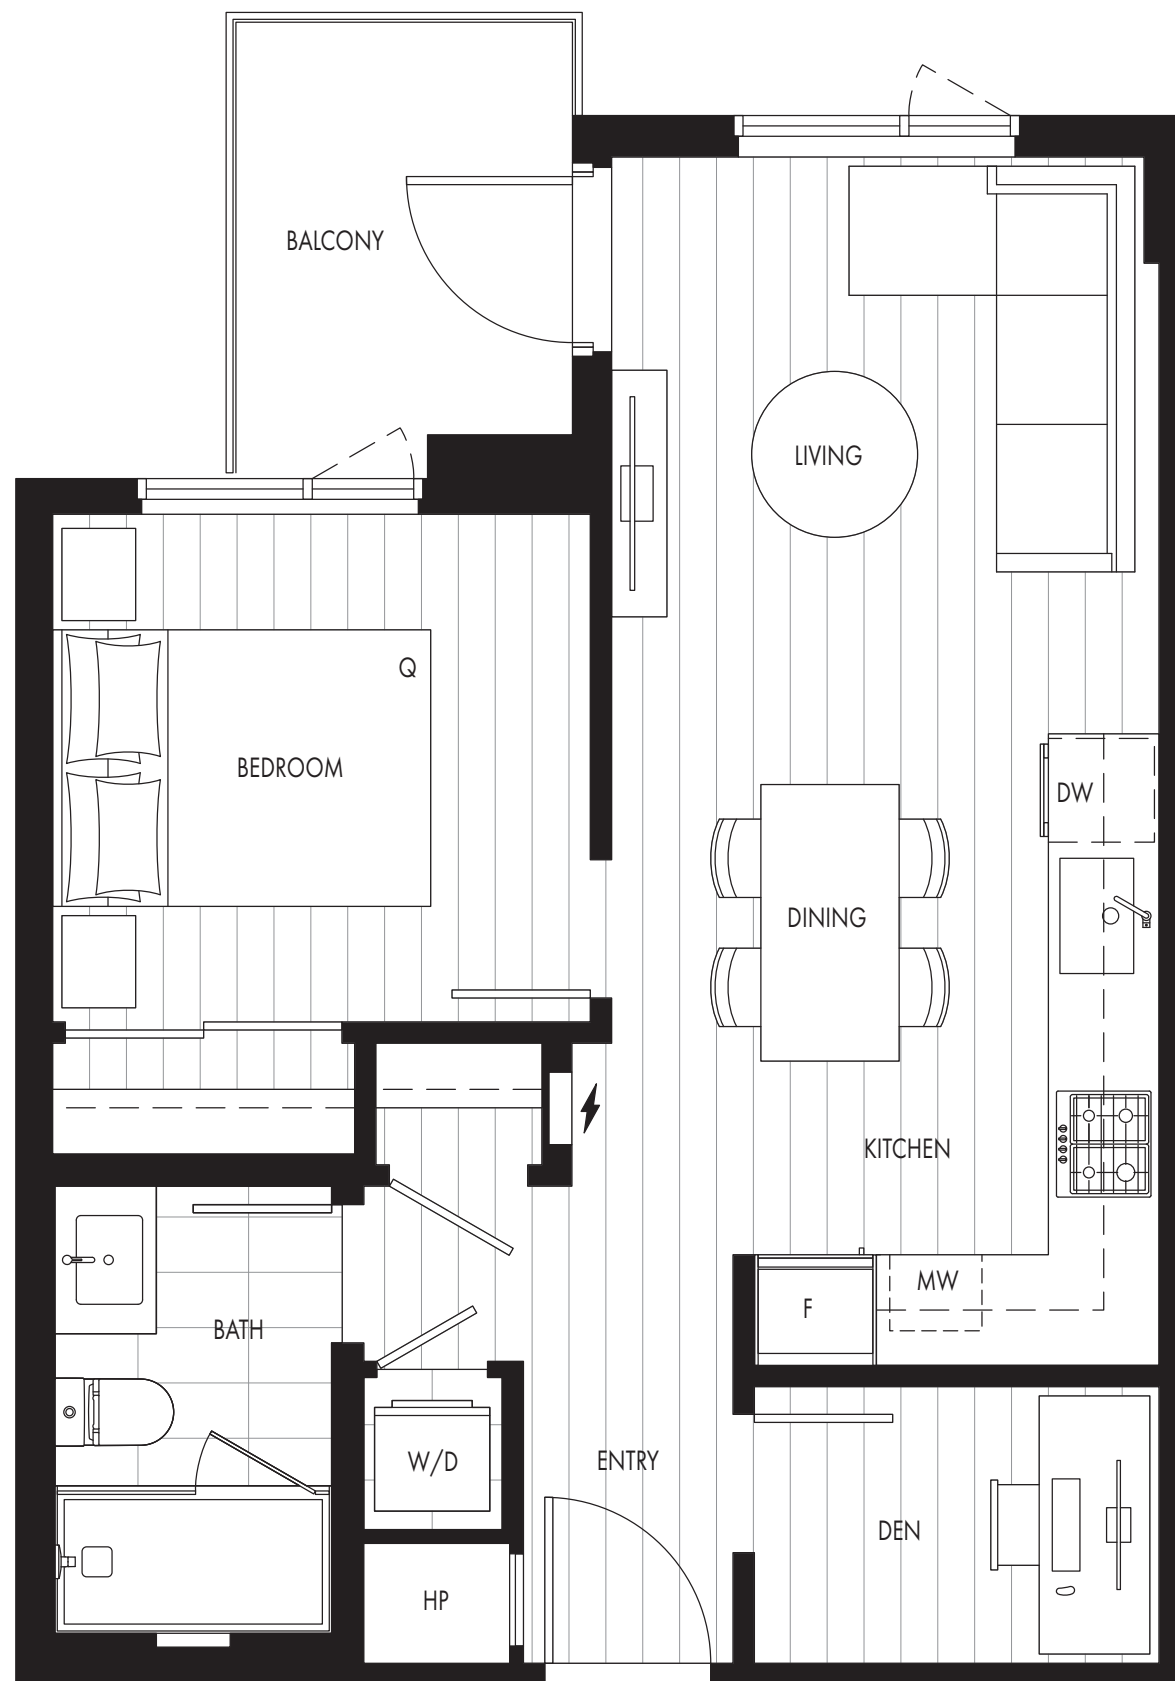 BALCONY
LIVING
Q
BEDROOM
DW
DINING
KITCHEN
MW
F
BATH
W/D
ENTRY
DEN
HP